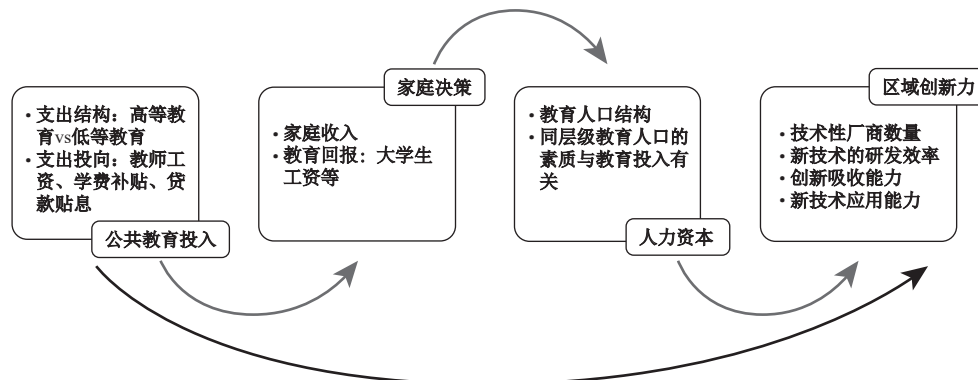 • 支出结构：高等教
育vs低等教育
• 支出投向：教师工
资、学费补贴、贷
款贴息
公共教育投入
家庭决策
• 家庭收入
• 教育回报：大学生
工资等
• 教育人口结构
• 同层级教育人口的
素质与教育投入有
关
人力资本
区域创新力
• 技术性厂商数量
• 新技术的研发效率
• 创新吸收能力
• 新技术应用能力